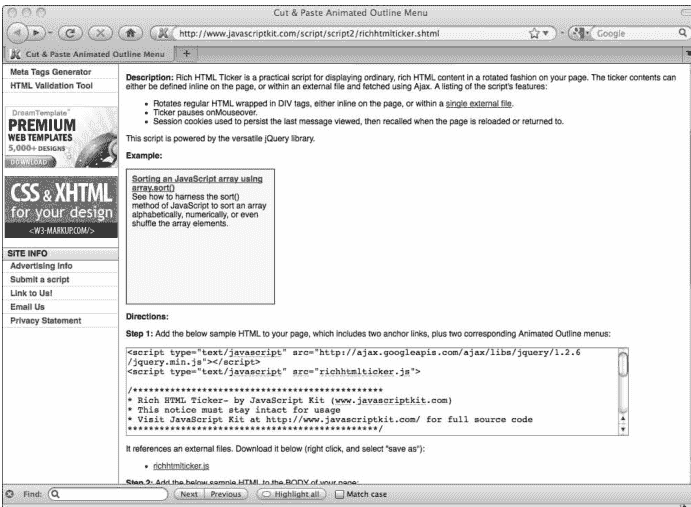 Cut & Paste Animated Outline Menu
http://www.javascriptkit.com/script/script2/richhtmlticker.shtml
Google
Cut & Paste Animated Outline Menu
+
Meta Tags Generator
HTML Validation Tool
DreamTemplate
PREMIUM
WEB TEMPLATES
5,000+ DESIGNS
DOWNLOAD
CSS & XHTML
for your design
<W3-MARKUP.COM/>
SITE INFO
Advertising Info
Submit a script
Link to Us!
Email Us
Privacy Statement
Description: Rich HTML TIcker is a practical script for displaying ordinary, rich HTML content in a rotated fashion on your page. The ticker contents can
either be defined inline on the page, or within an external file and fetched using Ajax. A listing of the script's features:
• Rotates regular HTML wrapped in DIV tags, either inline on the page, or within a single external file.
• Ticker pauses onMouseover.
• Session cookies used to persist the last message viewed, then recalled when the page is reloaded or returned to.
This script is powered by the versatile jQuery library.
Example:
Sorting an JavaScript array using
array.sort()
See how to harness the sort()
method of JavaScript to sort an array
alphabetically, numerically, or even
shuffle the array elements.
Directions:
Step 1: Add the below sample HTML to your page, which includes two anchor links, plus two corresponding Animated Outline menus:
<script type="text/javascript" src="http://ajax.googleapis.com/ajax/libs/jquery/1.2.6
/jquery.min.js"></script>
<script type="text/javascript" src="richhtmlticker.js">
/***********************************************
* Rich HTML Ticker- by JavaScript Kit (www.javascriptkit.com)
* This notice must stay intact for usage
* Visit JavaScript Kit at http://www.javascriptkit.com/ for full source code
***********************************************/
It references an external files. Download it below (right click, and select "save as"):
• richhtmlticker.js
Step 2: Add the below sample HTML to the BODY of your page:
Find:
Next
Previous
Highlight all
Match case